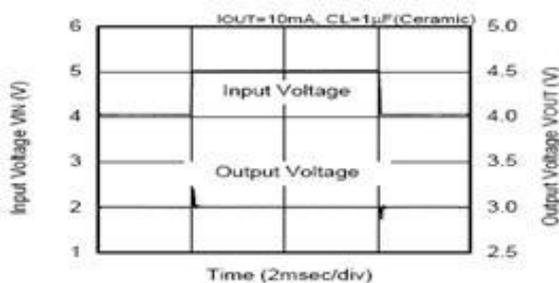 IOUT=10mA, CL=1μF(Ceramic)
6
5
4
3
2
1
Input Voltage VIN (V)
Input Voltage
Output Voltage
5.0
4.5
4.0
3.5
3.0
2.5
Output Voltage VOUT (V)
Time (2msec/div)